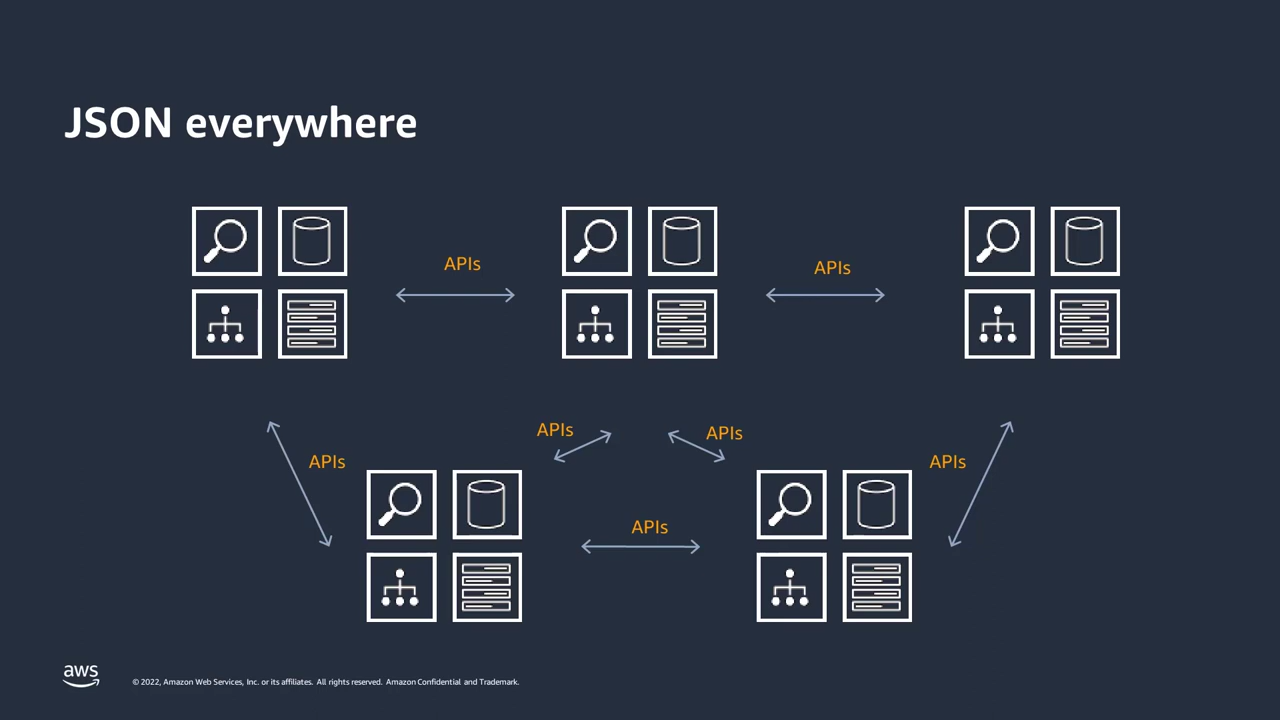 JSON everywhere
APIs
APIs
APIs
APIs
APIs
APIs
APIs
aws
© 2022, Amazon Web Services, Inc. or its affiliates. All rights reserved. Amazon Confidential and Trademark.